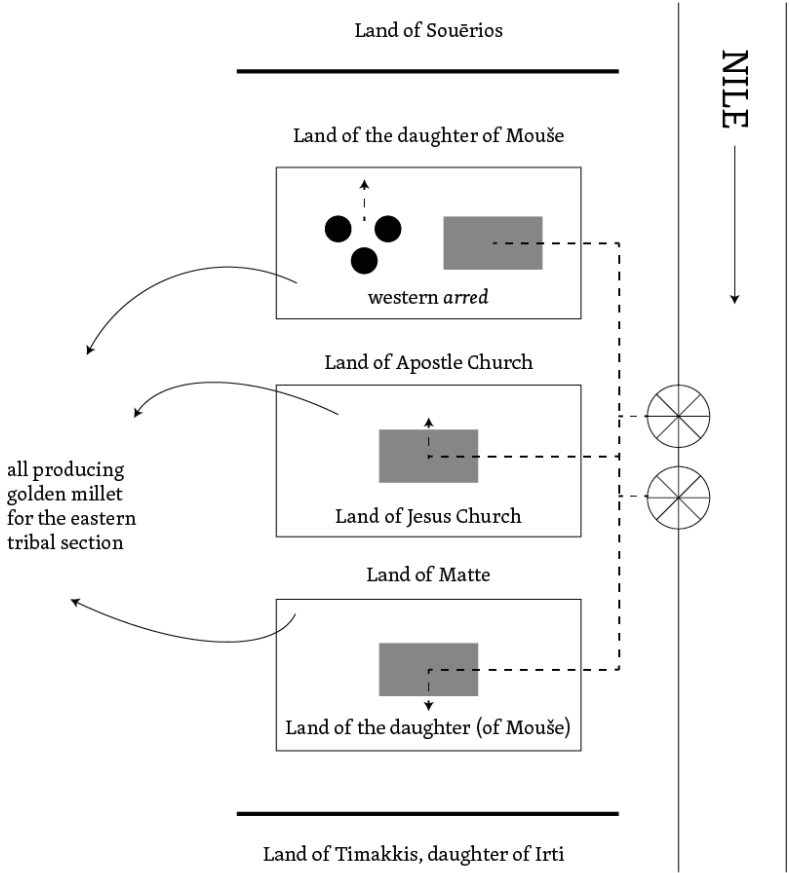 Land of Souērios
NILE
Land of the daughter of Mouše
western arred
Land of Apostle Church
all producing
golden millet
for the eastern
tribal section
Land of Jesus Church
Land of Matte
Land of the daughter (of Mouše)
Land of Timakkis, daughter of Irti